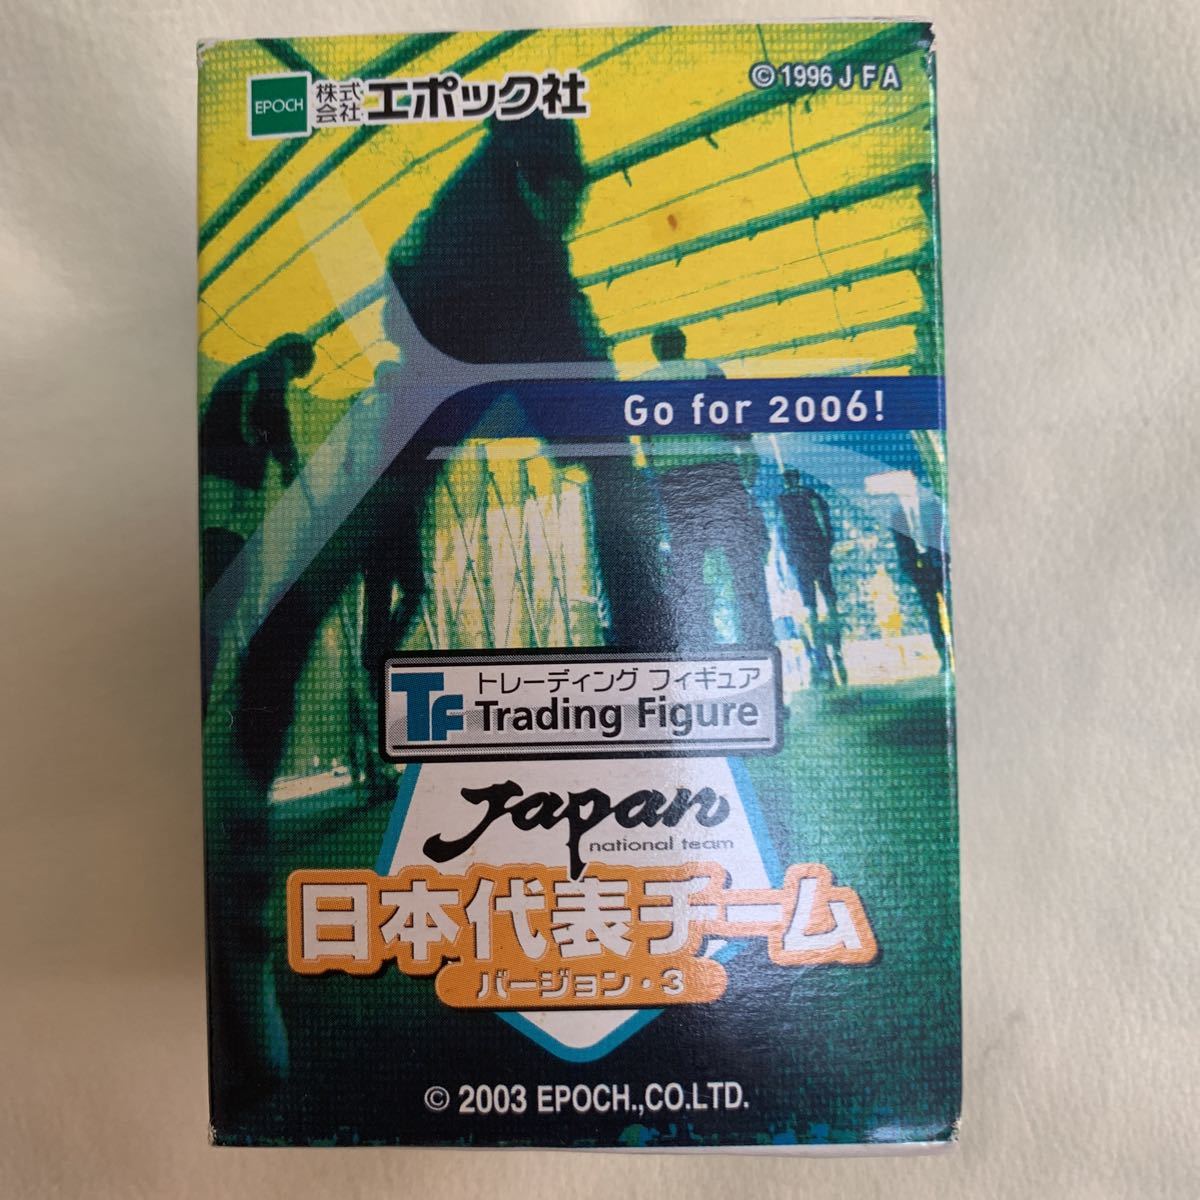 EPOCH 株式会社 エポック社
© 1996 J F A
Go for 2006!
TF
トレーディング フィギュア
Trading Figure
Japan
national team
日本代表チーム
バージョン・3
© 2003 EPOCH.,CO.LTD.